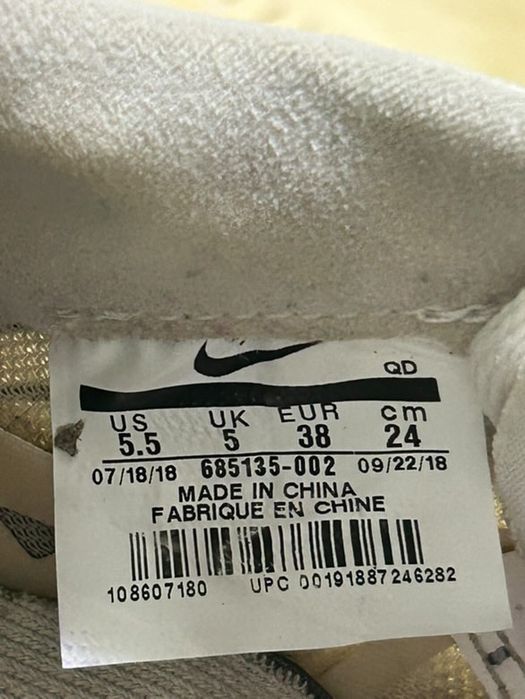 QD
US UK EUR cm
5.5 5 38 24
07/18/18 685135-002 09/22/18
MADE IN CHINA
FABRIQUE EN CHINE
108607180 UPC 00191887246282